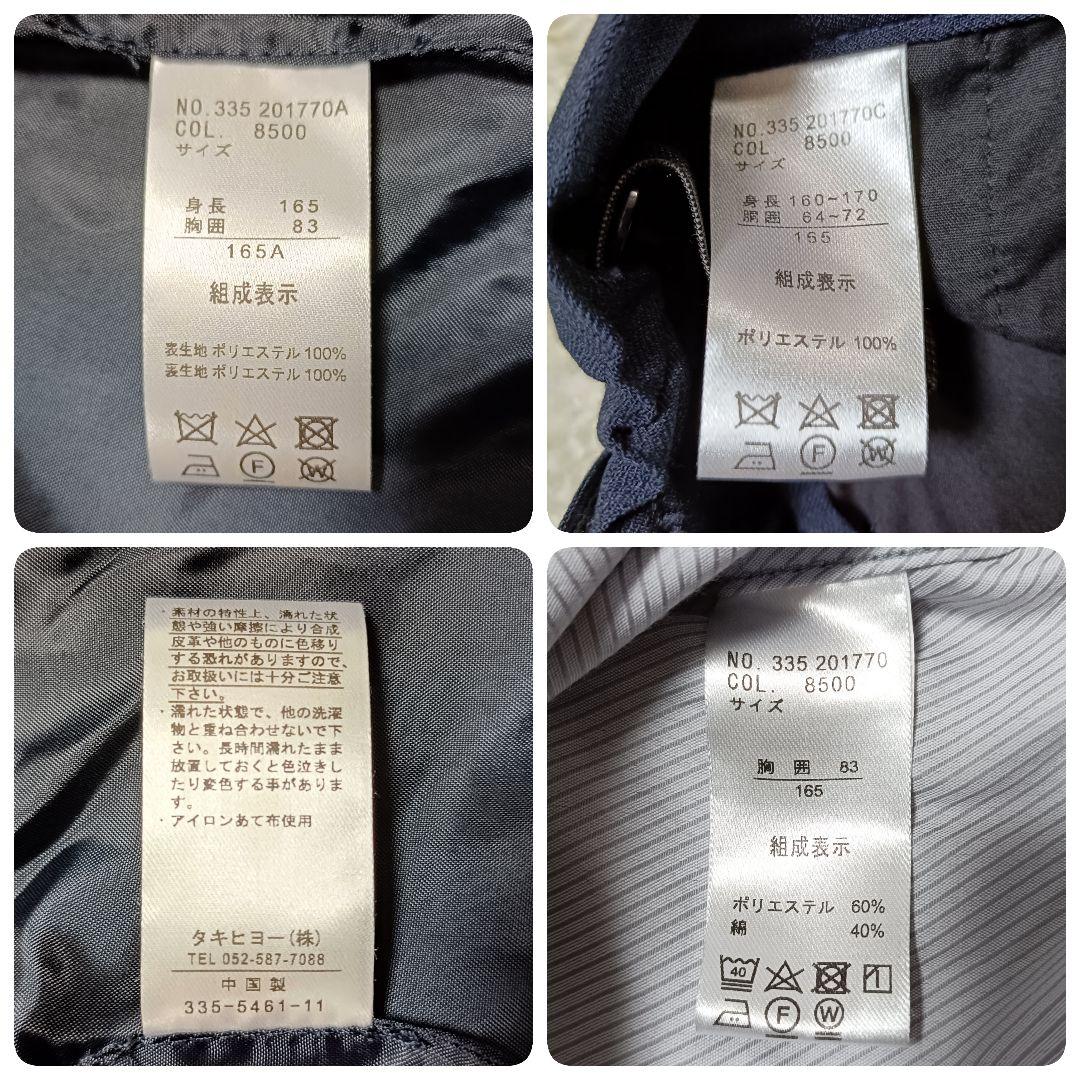 NO.335 201770A
COL. 8500
サイズ
身長 165
胸囲 83
165A
組成表示
表生地 ポリエステル 100%
裏生地 ポリエステル 100%
F
W
NO.335 201770C
COL. 8500
サイズ
身長 160~170
胴囲 64~72
165
組成表示
ポリエステル 100%
F
W
・素材の特性上、濡れた状
態や強い摩擦により合成
皮革や他のものに色移り
する恐れがありますので、
お取扱いには十分ご注意
下さい。
・濡れた状態で、他の洗濯
物と重ね合わせないで下
さい。長時間濡れたまま
放置しておくと色泣きし
たり変色する事がありま
す。
・アイロンあて布使用
タキヒヨー(株)
TEL 052-587-7088
中国製
335-5461-11
NO. 335 201770
COL. 8500
サイズ
胸囲 83
165
組成表示
ポリエステル 60%
綿 40%
40
F
W